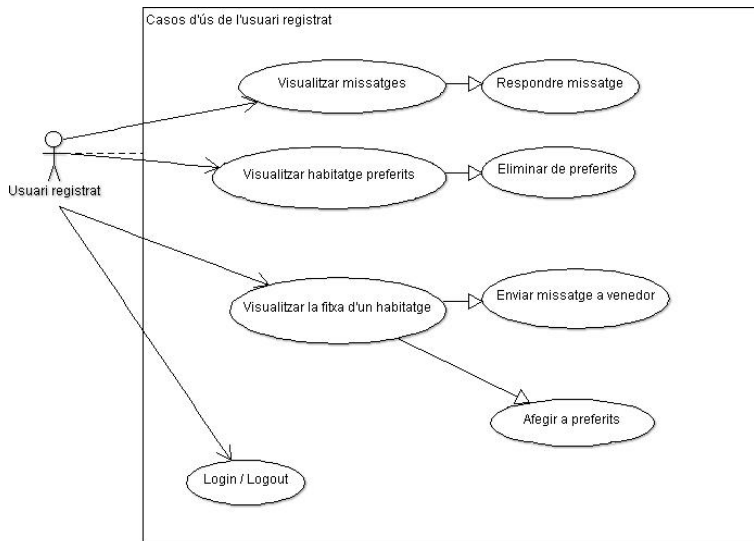 Casos d'ús de l'usuari registrat
Visualitzar missatges
Respondre missatge
Usuari registrat
Visualitzar habitatge preferits
Eliminar de preferits
Visualitzar la fitxa d'un habitatge
Enviar missatge a venedor
Afegir a preferits
Login / Logout